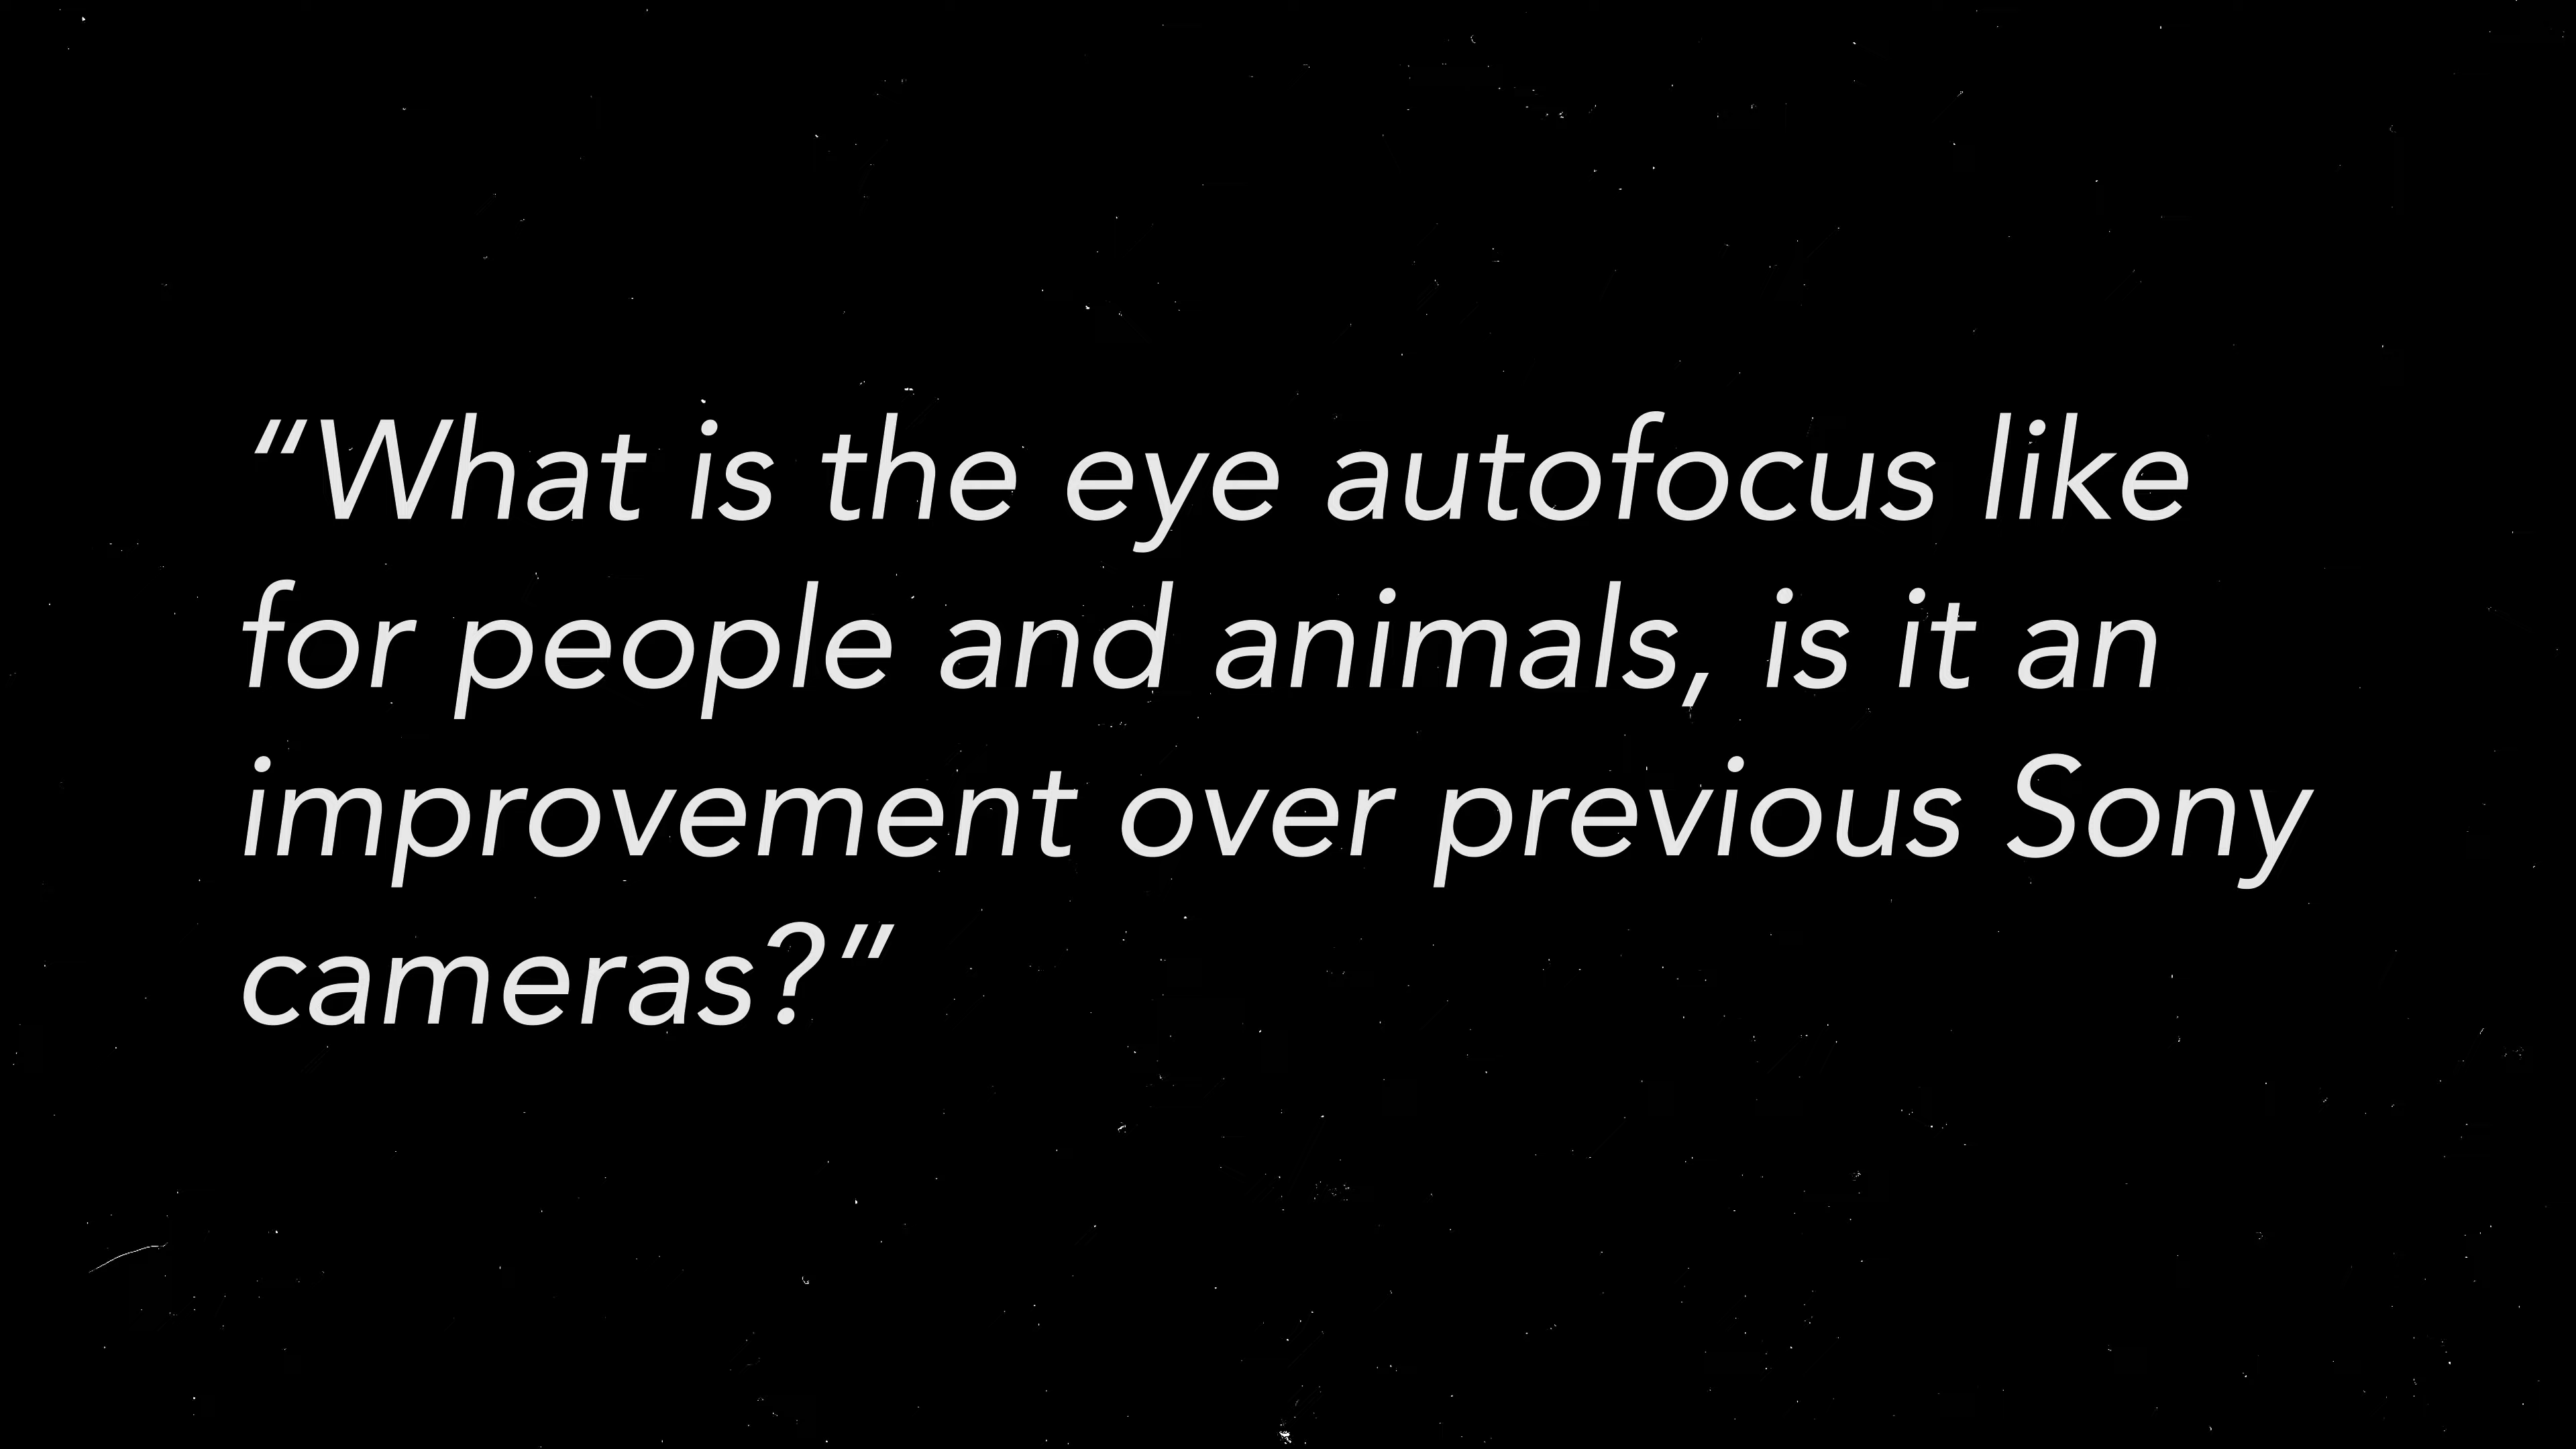 “What is the eye autofocus like
for people and animals, is it an
improvement over previous Sony
cameras?”